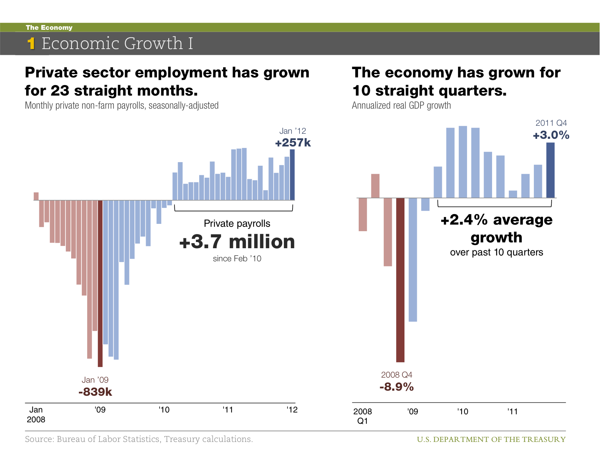 The Economy
1 Economic Growth I
Private sector employment has grown
for 23 straight months.
Monthly private non-farm payrolls, seasonally-adjusted
Jan '12
+257k
Private payrolls
+3.7 million
since Feb '10
Jan '09
-839k
Jan
2008
'09
'10
'11
'12
The economy has grown for
10 straight quarters.
Annualized real GDP growth
2011 Q4
+3.0%
+2.4% average
growth
over past 10 quarters
2008 Q4
-8.9%
2008
Q1
'09
'10
'11
Source: Bureau of Labor Statistics, Treasury calculations.
U.S. DEPARTMENT OF THE TREASURY